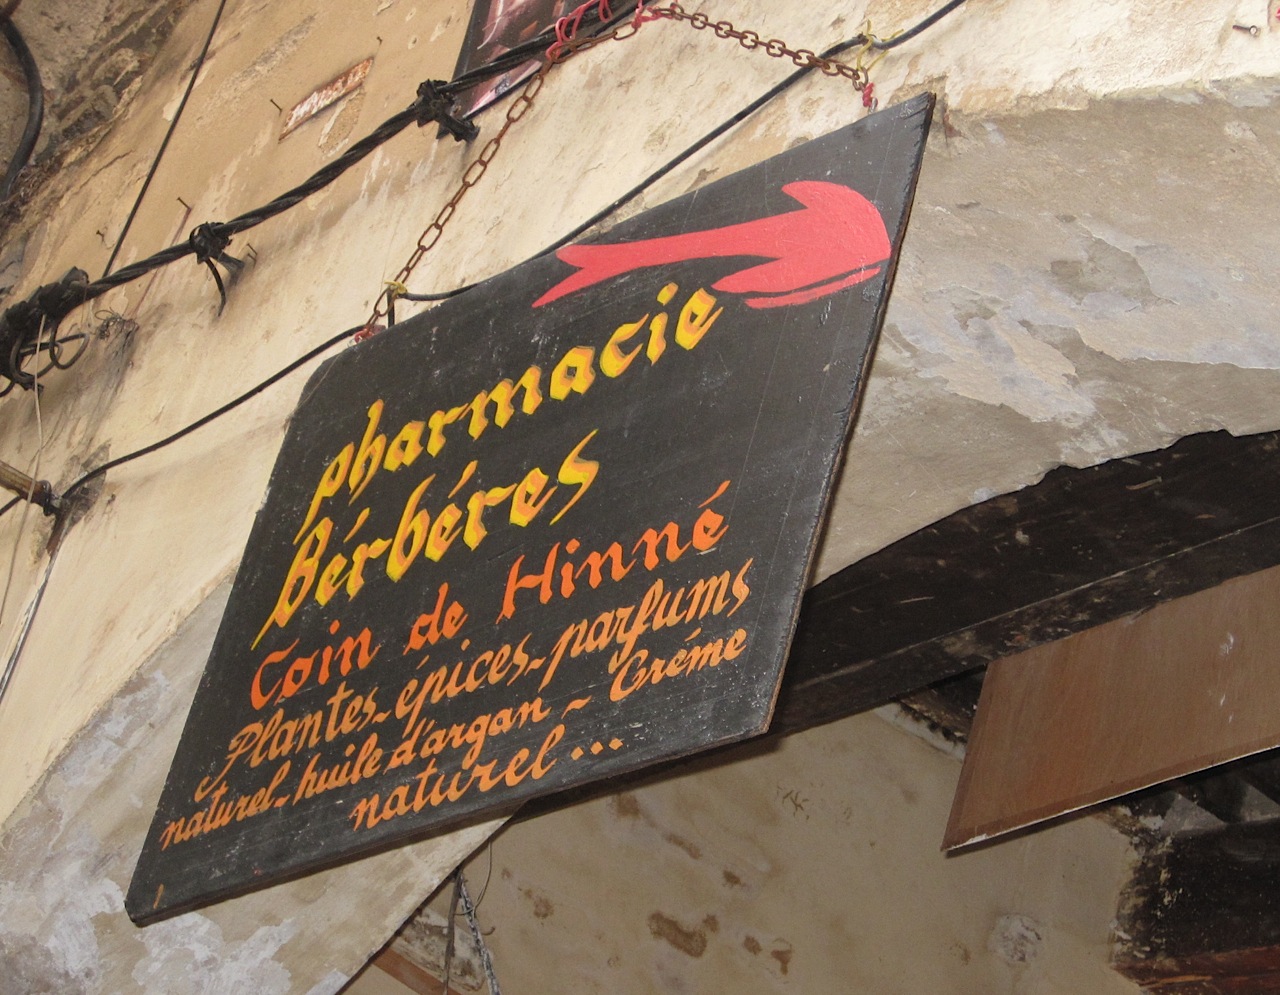 pharmacie
Bérbéres
Coin de Hinné
Plantes - épices - parfums
naturel - huile d'argan - Créme
naturel ...